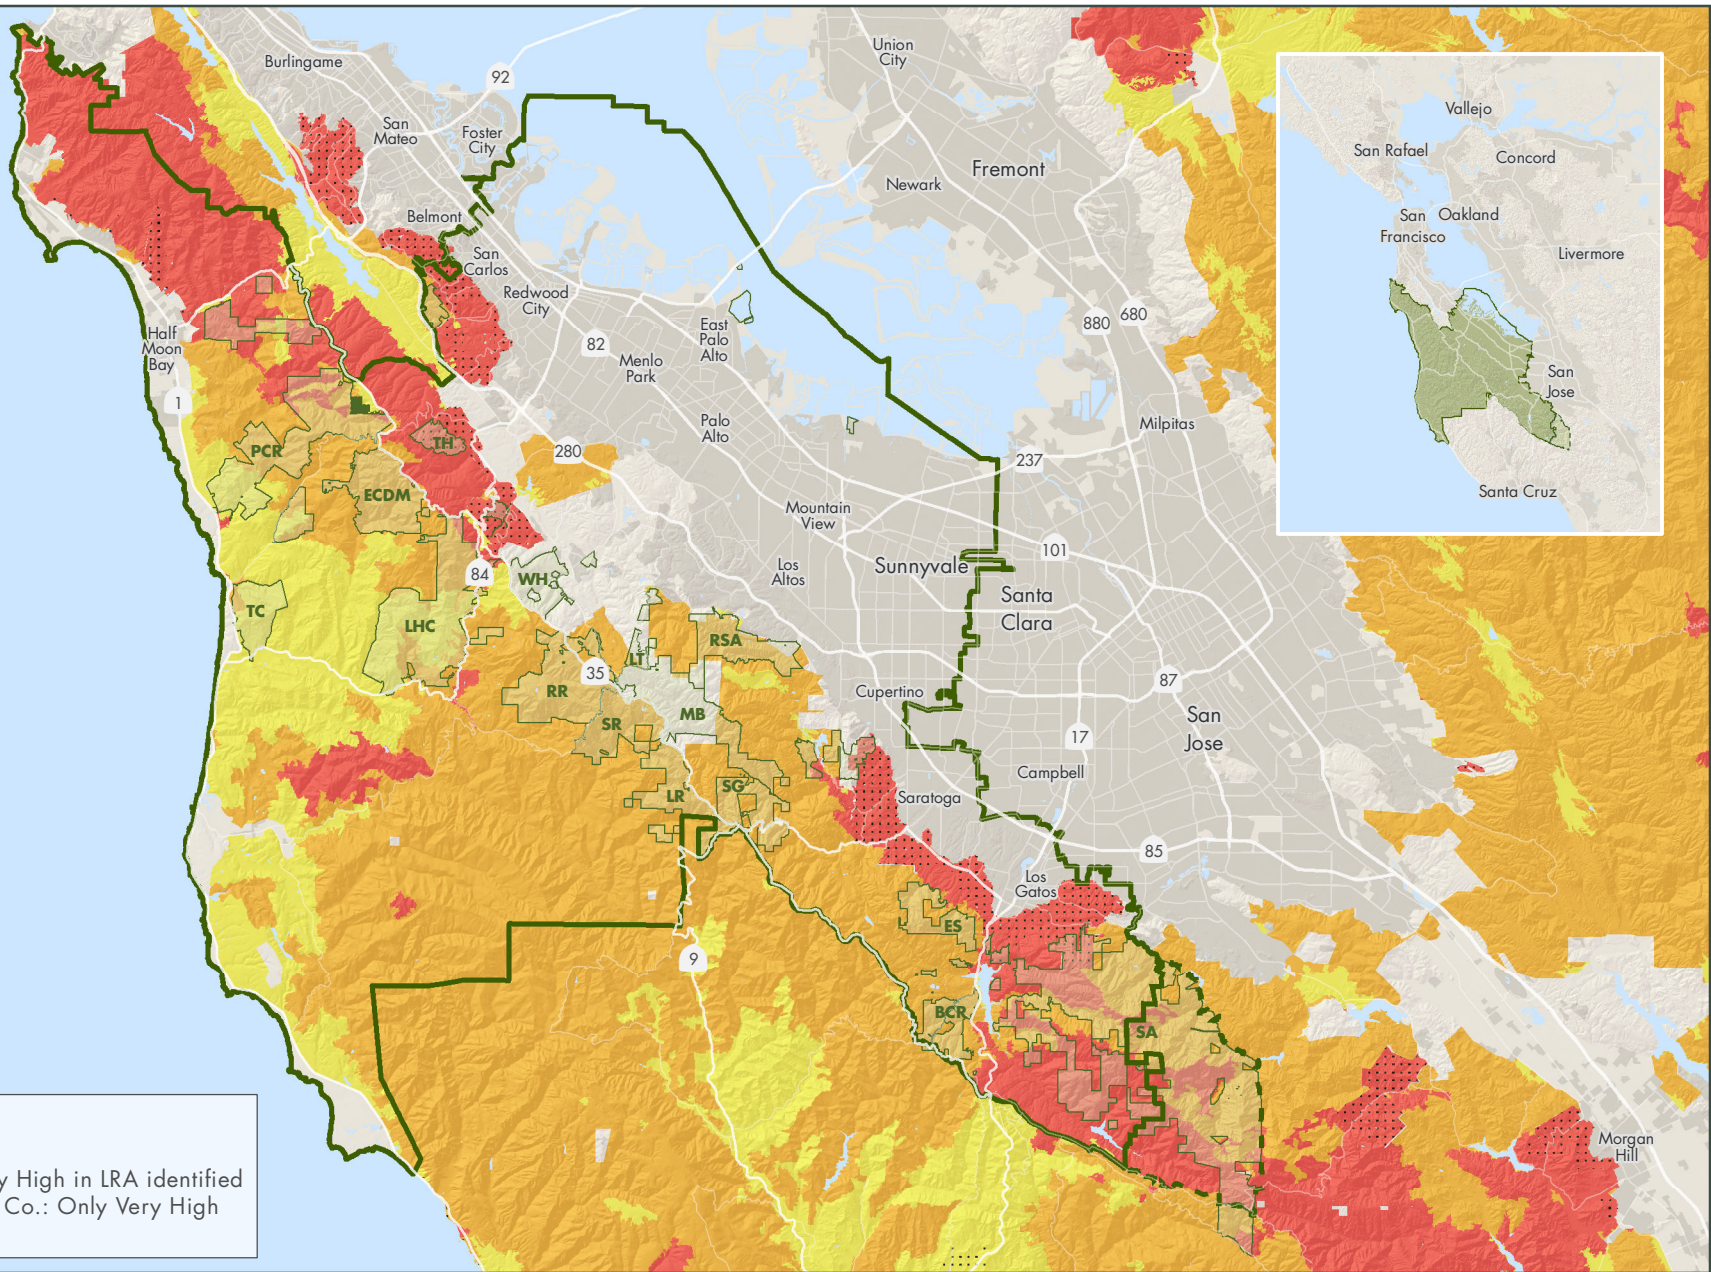 Burlingame
92
Union
City
San
Mateo
Foster
City
Fremont
Newark
Belmont
San
Carlos
Redwood
City
880
680
Half
Moon
Bay
82
East
Palo
Alto
Menlo
Park
1
Palo
Alto
Milpitas
PCR
TH
280
237
ECDM
Mountain
View
101
Sunnyvale
Los
Altos
84
WH
Santa
Clara
TC
LHC
LT
RSA
35
RR
87
Cupertino
SR
MB
San
Jose
17
Campbell
LR
SG
Saratoga
85
Los
Gatos
ES
9
BCR
SA
Morgan
Hill
Vallejo
San Rafael
Concord
San
Francisco
Oakland
Livermore
San
Jose
Santa Cruz
y High in LRA identified
Co.: Only Very High